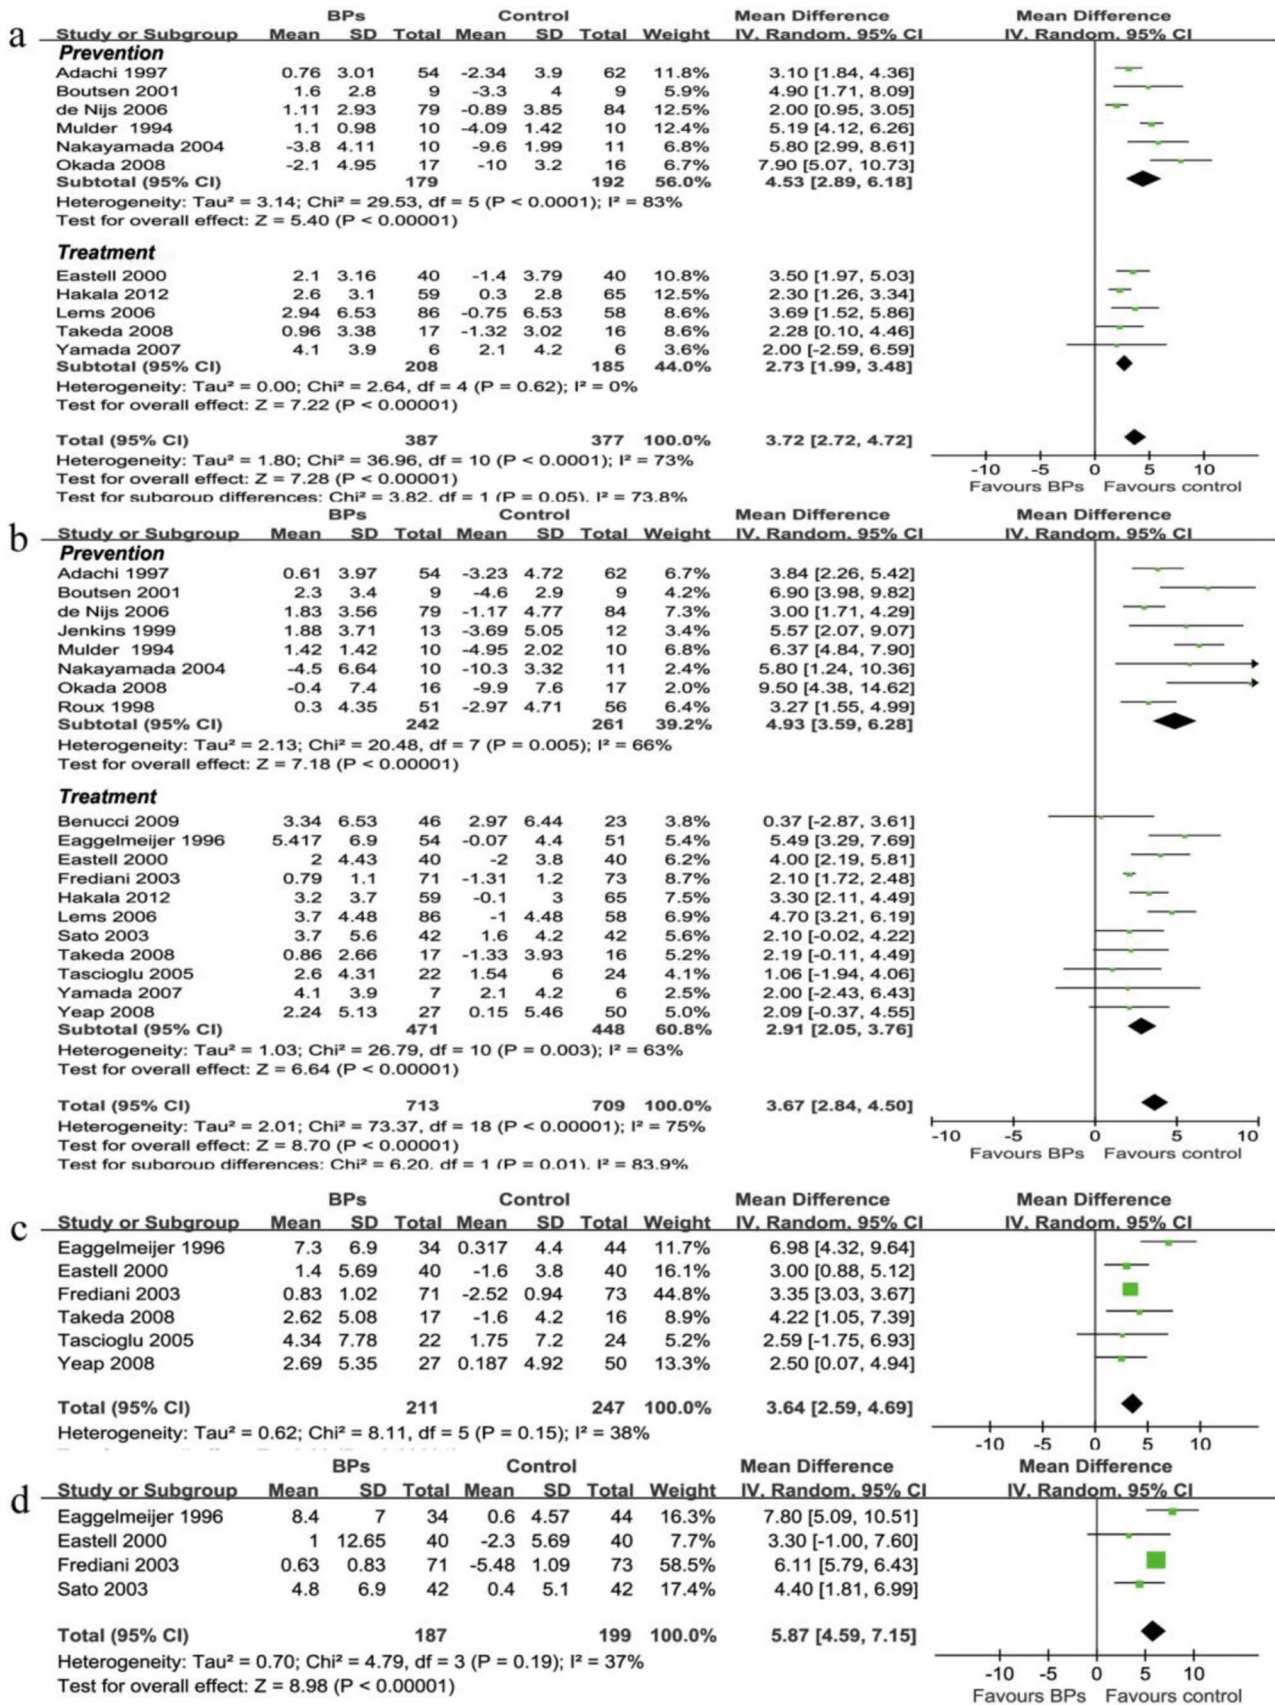 a
BPs Control Mean Difference Mean Difference
Study or Subgroup Mean SD Total Mean SD Total Weight IV, Random, 95% CI IV, Random, 95% CI
Prevention
Adachi 1997 0.76 3.01 54 -2.34 3.9 62 11.8% 3.10 [1.84, 4.36]
Boutsen 2001 1.6 2.8 9 -3.3 4 9 5.9% 4.90 [1.71, 8.09]
de Nijs 2006 1.11 2.93 79 -0.89 3.85 84 12.5% 2.00 [0.95, 3.05]
Mulder 1994 1.1 0.98 10 -4.09 1.42 10 12.4% 5.19 [4.12, 6.26]
Nakayamada 2004 -3.8 4.11 10 -9.6 1.99 11 6.8% 5.80 [2.99, 8.61]
Okada 2008 -2.1 4.95 17 -10 3.2 16 6.7% 7.90 [5.07, 10.73]
Subtotal (95% CI) 179 192 56.0% 4.53 [2.89, 6.18]
Heterogeneity: Tau² = 3.14; Chi² = 29.53, df = 5 (P < 0.0001); I² = 83%
Test for overall effect: Z = 5.40 (P < 0.00001)
Treatment
Eastell 2000 2.1 3.16 40 -1.4 3.79 40 10.8% 3.50 [1.97, 5.03]
Hakala 2012 2.6 3.1 59 0.3 2.8 65 12.5% 2.30 [1.26, 3.34]
Lems 2006 2.94 6.53 86 -0.75 6.53 58 8.6% 3.69 [1.52, 5.86]
Takeda 2008 0.96 3.38 17 -1.32 3.02 16 8.6% 2.28 [0.10, 4.46]
Yamada 2007 4.1 3.9 6 2.1 4.2 6 3.6% 2.00 [-2.59, 6.59]
Subtotal (95% CI) 208 185 44.0% 2.73 [1.99, 3.48]
Heterogeneity: Tau² = 0.00; Chi² = 2.64, df = 4 (P = 0.62); I² = 0%
Test for overall effect: Z = 7.22 (P < 0.00001)
Total (95% CI) 387 377 100.0% 3.72 [2.72, 4.72]
Heterogeneity: Tau² = 1.80; Chi² = 36.96, df = 10 (P < 0.0001); I² = 73%
Test for overall effect: Z = 7.28 (P < 0.00001)
Test for subgroup differences: Chi² = 3.82, df = 1 (P = 0.05), I² = 73.8%
-10 -5 0 5 10
Favours BPs Favours control
b
BPs Control Mean Difference Mean Difference
Study or Subgroup Mean SD Total Mean SD Total Weight IV, Random, 95% CI IV, Random, 95% CI
Prevention
Adachi 1997 0.61 3.97 54 -3.23 4.72 62 6.7% 3.84 [2.26, 5.42]
Boutsen 2001 2.3 3.4 9 -4.6 2.9 9 4.2% 6.90 [3.98, 9.82]
de Nijs 2006 1.83 3.56 79 -1.17 4.77 84 7.3% 3.00 [1.71, 4.29]
Jenkins 1999 1.88 3.71 13 -3.69 5.05 12 3.4% 5.57 [2.07, 9.07]
Mulder 1994 1.42 1.42 10 -4.95 2.02 10 6.4% 6.37 [4.84, 7.90]
Nakayamada 2004 -4.5 6.64 10 -10.3 3.32 11 2.4% 5.80 [1.24, 10.36]
Okada 2008 -0.4 7.4 16 -9.9 7.6 17 2.0% 9.50 [4.38, 14.62]
Roux 1998 0.3 4.35 51 -2.97 4.71 56 6.4% 3.27 [1.55, 4.99]
Subtotal (95% CI) 242 261 39.2% 4.93 [3.59, 6.28]
Heterogeneity: Tau² = 2.13; Chi² = 20.48, df = 7 (P = 0.005); I² = 66%
Test for overall effect: Z = 7.18 (P < 0.00001)
Treatment
Benucci 2009 3.34 6.53 46 2.97 6.44 23 3.8% 0.37 [-2.87, 3.61]
Eaggelmeijer 1996 5.417 6.9 54 -0.07 4.4 51 5.4% 5.49 [3.29, 7.69]
Eastell 2000 2 4.43 40 -2 3.8 40 6.2% 4.00 [2.19, 5.81]
Frediani 2003 0.79 1.1 71 -1.31 1.2 73 8.7% 2.10 [1.72, 2.48]
Hakala 2012 3.2 3.7 59 -0.1 3 65 7.5% 3.30 [2.11, 4.49]
Lems 2006 3.7 4.48 86 -1 4.48 58 6.9% 4.70 [3.21, 6.19]
Sato 2003 3.7 5.6 42 1.6 4.2 42 5.6% 2.10 [-0.02, 4.22]
Takeda 2008 0.86 2.66 17 -1.33 3.93 16 5.2% 2.19 [-0.11, 4.49]
Tascioglu 2005 2.6 4.31 22 1.54 6 24 4.1% 1.06 [-1.94, 4.06]
Yamada 2007 4.1 3.9 7 2.1 4.2 6 2.5% 2.00 [-2.43, 6.43]
Yeap 2008 2.24 5.13 27 0.15 5.46 50 5.0% 2.09 [-0.37, 4.55]
Subtotal (95% CI) 471 448 60.8% 2.91 [2.05, 3.76]
Heterogeneity: Tau² = 1.03; Chi² = 26.79, df = 10 (P = 0.003); I² = 63%
Test for overall effect: Z = 6.64 (P < 0.00001)
Total (95% CI) 713 709 100.0% 3.67 [2.84, 4.50]
Heterogeneity: Tau² = 2.01; Chi² = 73.37, df = 18 (P < 0.00001); I² = 75%
Test for overall effect: Z = 8.70 (P < 0.00001)
Test for subgroup differences: Chi² = 6.20, df = 1 (P = 0.01), I² = 83.9%
-10 -5 0 5 10
Favours BPs Favours control
c
BPs Control Mean Difference Mean Difference
Study or Subgroup Mean SD Total Mean SD Total Weight IV, Random, 95% CI IV, Random, 95% CI
Eaggelmeijer 1996 7.3 6.9 34 0.317 4.4 44 11.7% 6.98 [4.32, 9.64]
Eastell 2000 1.4 5.69 40 -1.6 3.8 40 16.1% 3.00 [0.88, 5.12]
Frediani 2003 0.83 1.02 71 -2.52 0.94 73 44.8% 3.35 [3.03, 3.67]
Takeda 2008 2.62 5.08 17 -1.6 4.2 16 8.9% 4.22 [1.05, 7.39]
Tascioglu 2005 4.34 7.78 22 1.75 7.2 24 5.2% 2.59 [-1.75, 6.93]
Yeap 2008 2.69 5.35 27 0.187 4.92 50 13.3% 2.50 [0.07, 4.94]
Total (95% CI) 211 247 100.0% 3.64 [2.59, 4.69]
Heterogeneity: Tau² = 0.62; Chi² = 8.11, df = 5 (P = 0.15); I² = 38%
-10 -5 0 5 10
d
BPs Control Mean Difference Mean Difference
Study or Subgroup Mean SD Total Mean SD Total Weight IV, Random, 95% CI IV, Random, 95% CI
Eaggelmeijer 1996 8.4 7 34 0.6 4.57 44 16.3% 7.80 [5.09, 10.51]
Eastell 2000 1 12.65 40 -2.3 5.69 40 7.7% 3.30 [-1.00, 7.60]
Frediani 2003 0.63 0.83 71 -5.48 1.09 73 58.5% 6.11 [5.79, 6.43]
Sato 2003 4.8 6.9 42 0.4 5.1 42 17.4% 4.40 [1.81, 6.99]
Total (95% CI) 187 199 100.0% 5.87 [4.59, 7.15]
Heterogeneity: Tau² = 0.70; Chi² = 4.79, df = 3 (P = 0.19); I² = 37%
Test for overall effect: Z = 8.98 (P < 0.00001)
-10 -5 0 5 10
Favours BPs Favours control